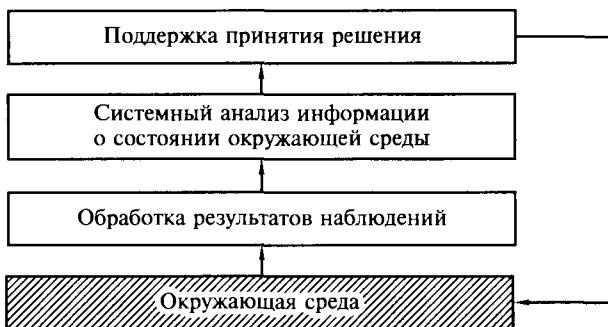 Поддержка принятия решения
Системный анализ информации
о состоянии окружающей среды
Обработка результатов наблюдений
Окружающая среда